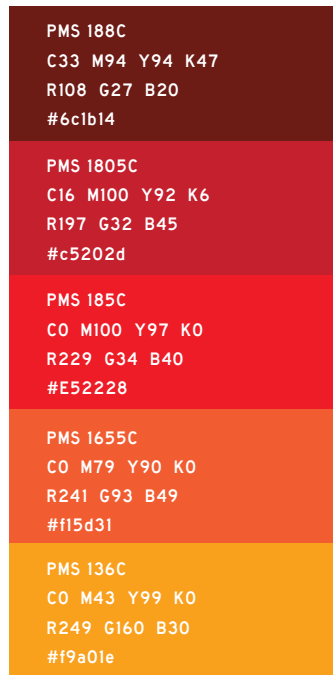 PMS 188C
C33 M94 Y94 K47
R108 G27 B20
#6c1b14
PMS 1805C
C16 M100 Y92 K6
R197 G32 B45
#c5202d
PMS 185C
C0 M100 Y97 K0
R229 G34 B40
#E52228
PMS 1655C
C0 M79 Y90 K0
R241 G93 B49
#f15d31
PMS 136C
C0 M43 Y99 K0
R249 G160 B30
#f9a01e